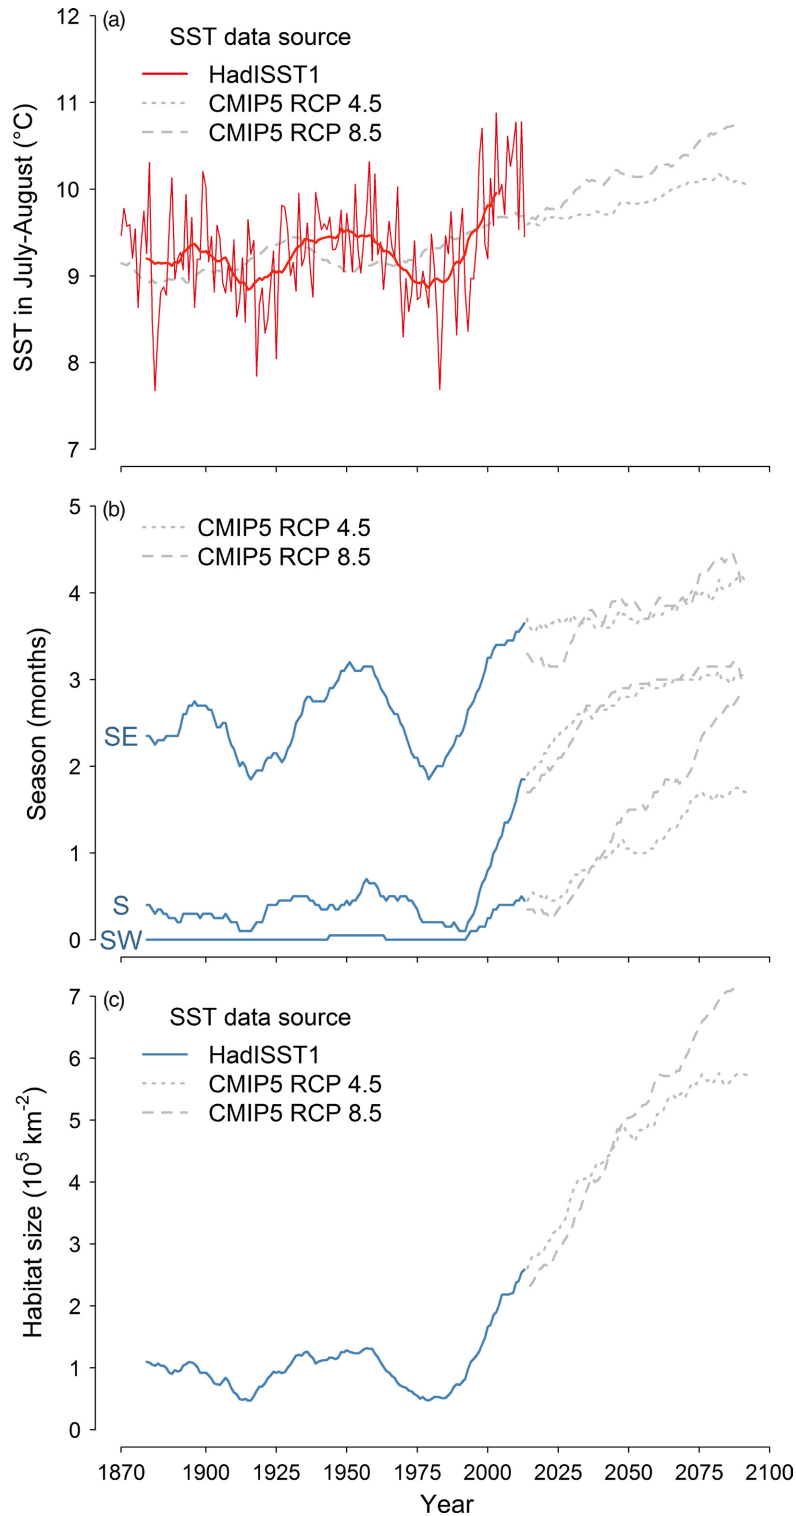 (a)
SST data source
HadISST1
CMIP5 RCP 4.5
CMIP5 RCP 8.5
SST in July-August (°C)
12
11
10
9
8
7
(b)
CMIP5 RCP 4.5
CMIP5 RCP 8.5
Season (months)
5
4
3
2
1
0
SE
S
SW
(c)
SST data source
HadISST1
CMIP5 RCP 4.5
CMIP5 RCP 8.5
Habitat size (10⁵ km⁻²)
7
6
5
4
3
2
1
0
1870 1900 1925 1950 1975 2000 2025 2050 2075 2100
Year